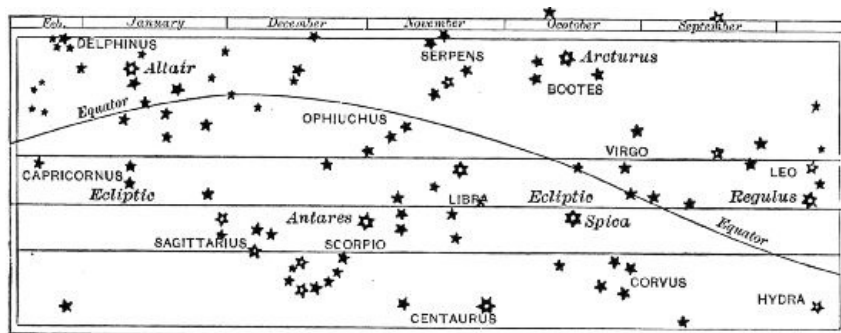 Feb. January December November Ocotober September
DELPHINUS
SERPENS
Arcturus
Altair
BOOTES
Equator
OPHIUCHUS
VIRGO
CAPRICORNUS
LEO
Ecliptic
LIBRA
Ecliptic
Regulus
Antares
Spica
Equator
SAGITTARIUS
SCORPIO
CORVUS
CENTAURUS
HYDRA